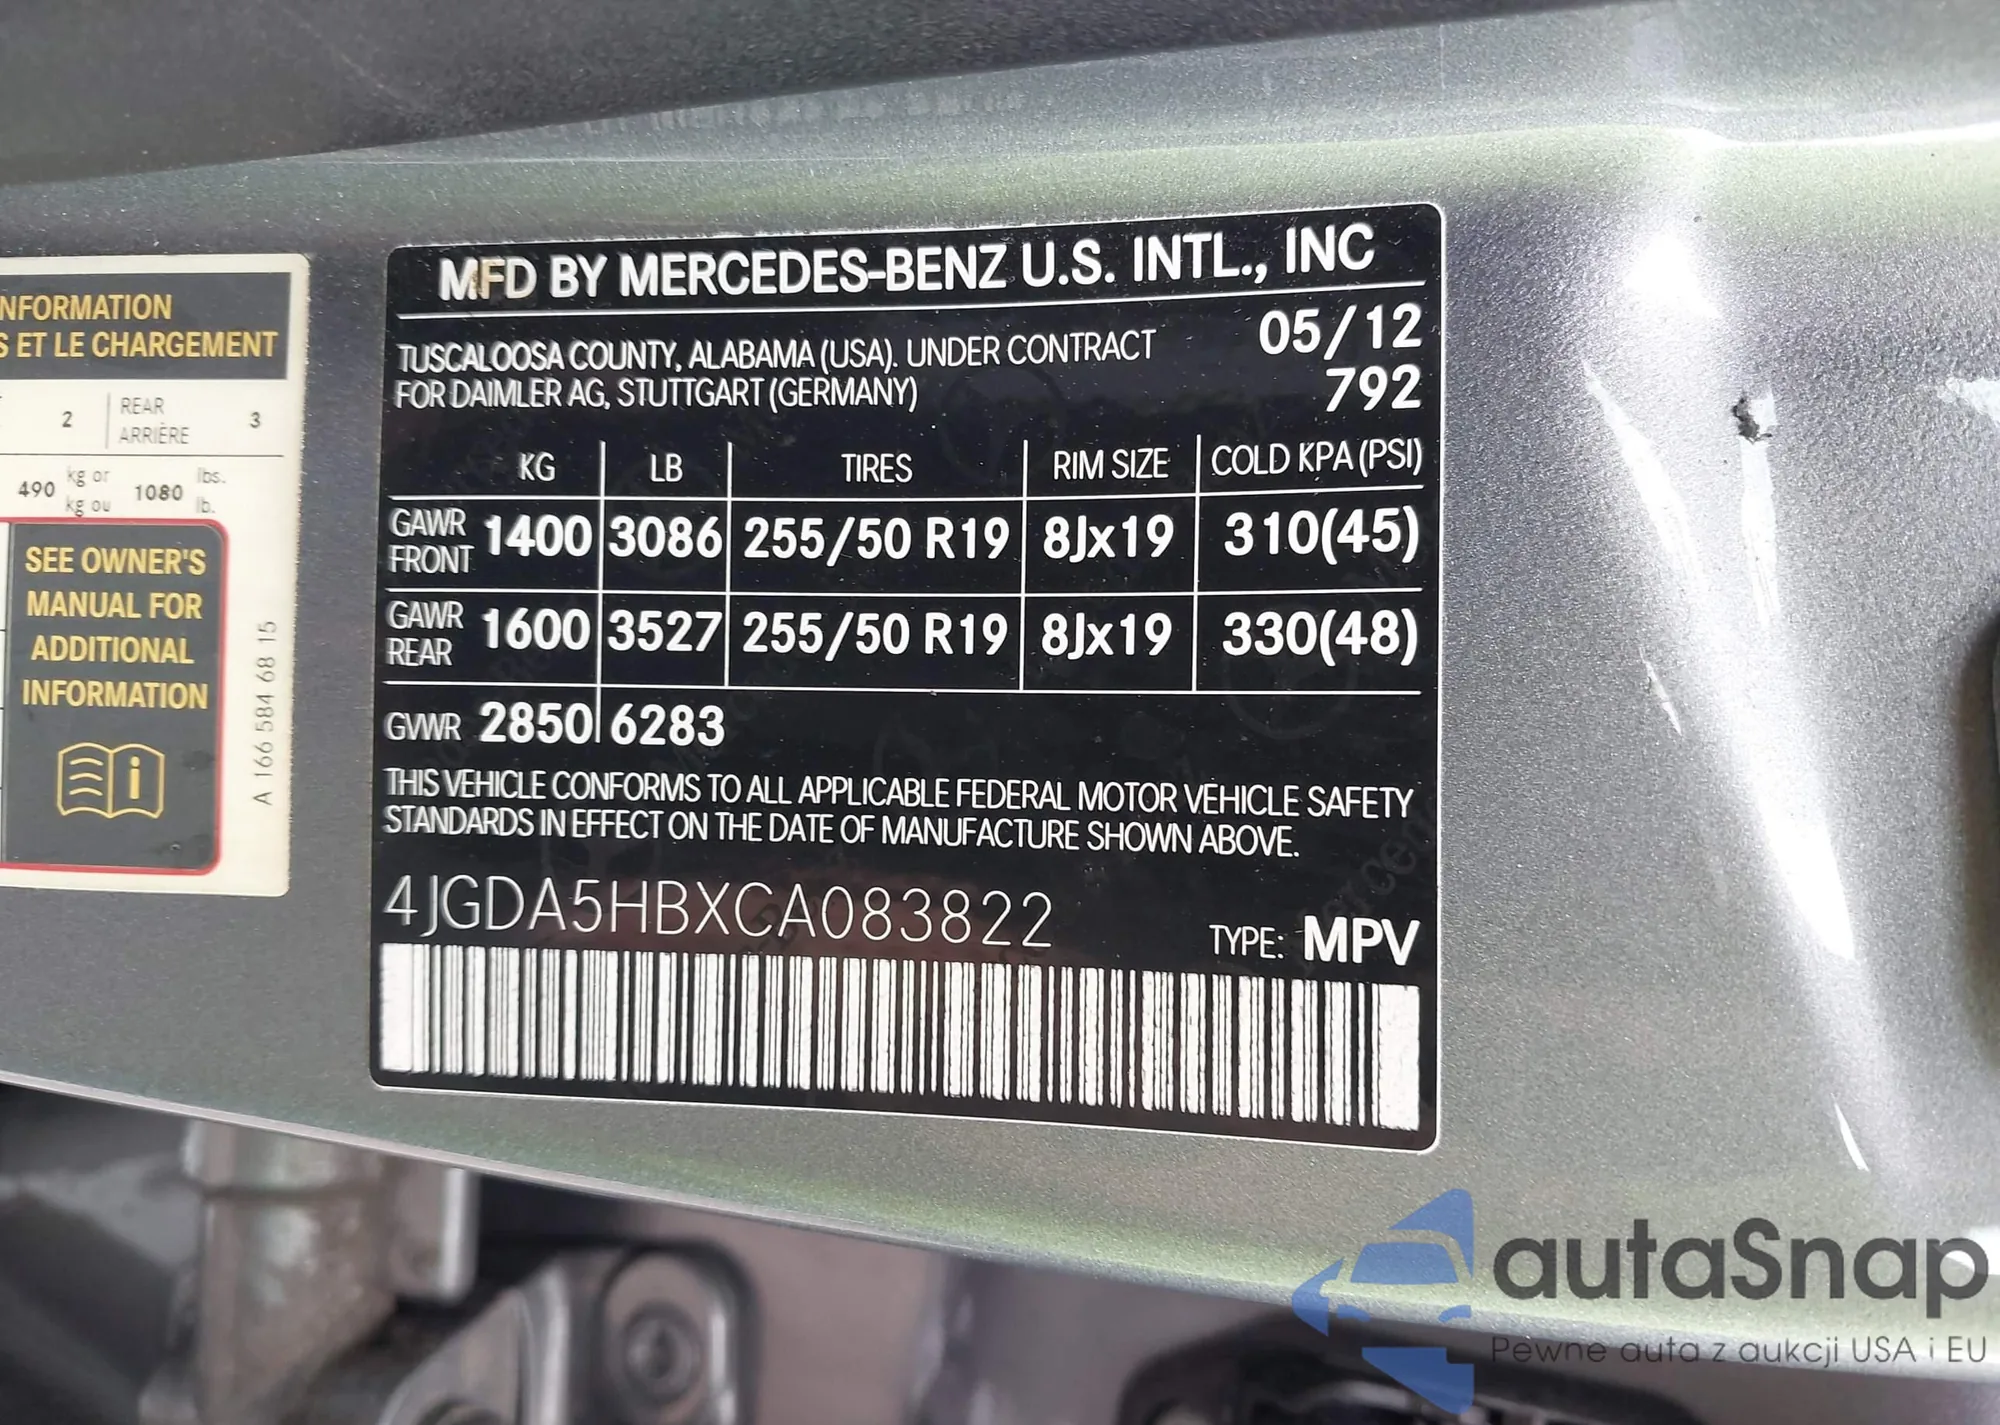 NFORMATION
S ET LE CHARGEMENT
2 REAR ARRIÈRE 3
490 kg or kg ou 1080 lbs. lb.
SEE OWNER'S
MANUAL FOR
ADDITIONAL
INFORMATION
i
A 166 584 68 15
MFD BY MERCEDES-BENZ U.S. INTL., INC
TUSCALOOSA COUNTY, ALABAMA (USA). UNDER CONTRACT
FOR DAIMLER AG, STUTTGART (GERMANY)
05/12
792
KG LB TIRES RIM SIZE COLD KPA (PSI)
GAWR FRONT 1400 3086 255/50 R19 8Jx19 310(45)
GAWR REAR 1600 3527 255/50 R19 8Jx19 330(48)
GVWR 2850 6283
THIS VEHICLE CONFORMS TO ALL APPLICABLE FEDERAL MOTOR VEHICLE SAFETY
STANDARDS IN EFFECT ON THE DATE OF MANUFACTURE SHOWN ABOVE.
4JGDA5HBXCA083822
TYPE: MPV
autaSnap
Pewne auta z aukcji USA i EU